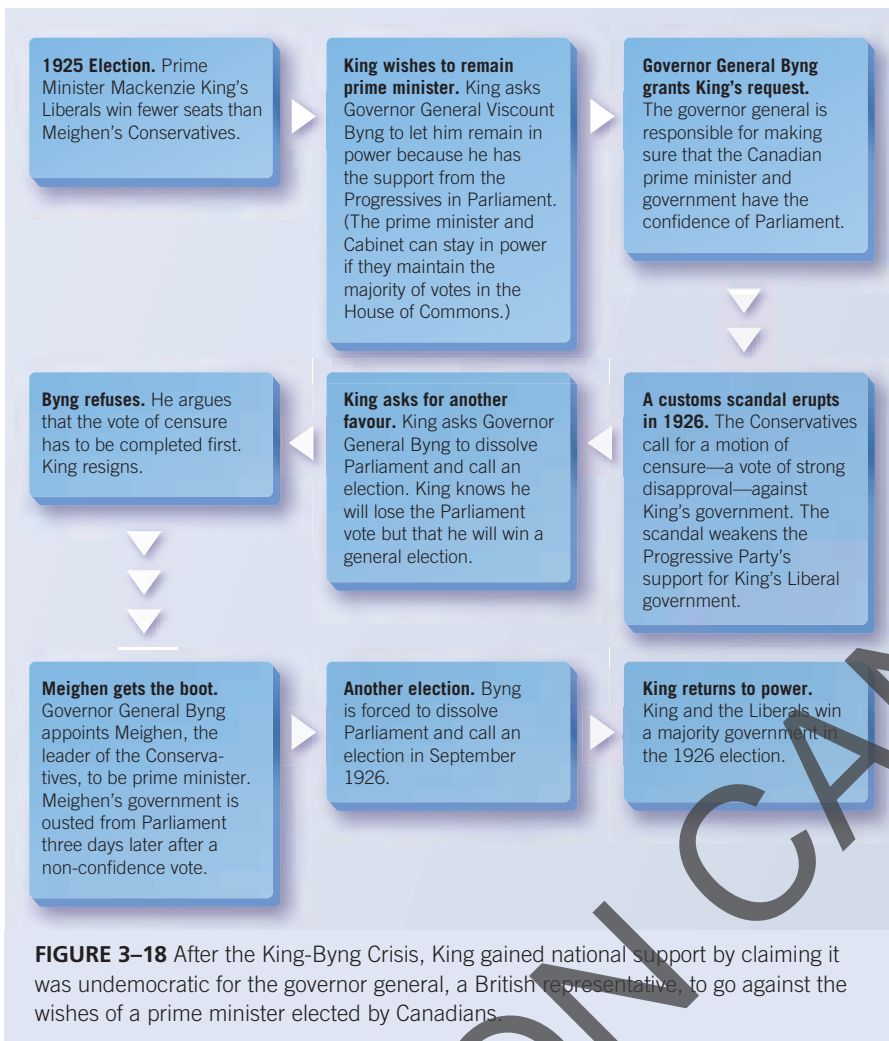 1925 Election. Prime
Minister Mackenzie King's
Liberals win fewer seats than
Meighen's Conservatives.
King wishes to remain
prime minister. King asks
Governor General Viscount
Byng to let him remain in
power because he has
the support from the
Progressives in Parliament.
(The prime minister and
Cabinet can stay in power
if they maintain the
majority of votes in the
House of Commons.)
Governor General Byng
grants King's request.
The governor general is
responsible for making
sure that the Canadian
prime minister and
government have the
confidence of Parliament.
A customs scandal erupts
in 1926. The Conservatives
call for a motion of
censure—a vote of strong
disapproval—against
King's government. The
scandal weakens the
Progressive Party's
support for King's Liberal
government.
King asks for another
favour. King asks Governor
General Byng to dissolve
Parliament and call an
election. King knows he
will lose the Parliament
vote but that he will win a
general election.
Byng refuses. He argues
that the vote of censure
has to be completed first.
King resigns.
Meighen gets the boot.
Governor General Byng
appoints Meighen, the
leader of the Conserva-
tives, to be prime minister.
Meighen's government is
ousted from Parliament
three days later after a
non-confidence vote.
Another election. Byng
is forced to dissolve
Parliament and call an
election in September
1926.
King returns to power.
King and the Liberals win
a majority government in
the 1926 election.
FIGURE 3–18 After the King-Byng Crisis, King gained national support by claiming it
was undemocratic for the governor general, a British representative, to go against the
wishes of a prime minister elected by Canadians.